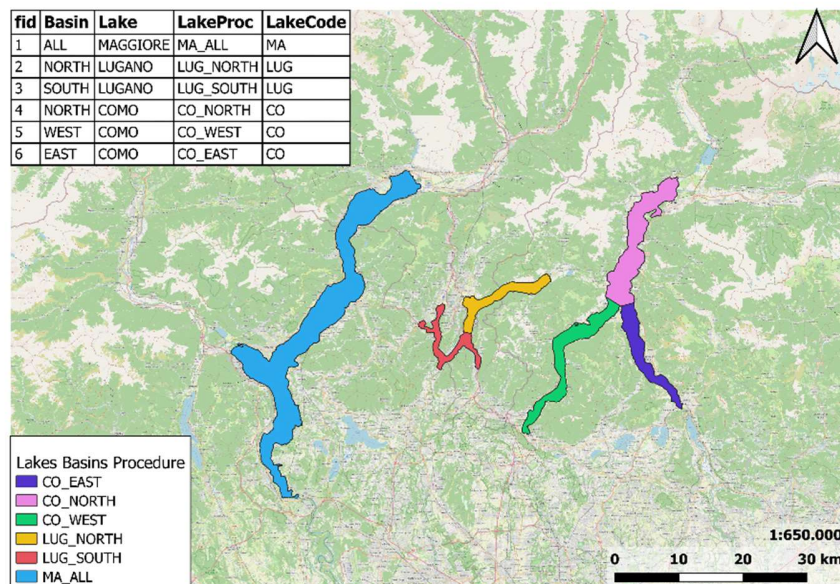 fid Basin Lake LakeProc LakeCode
1 ALL MAGGIORE MA_ALL MA
2 NORTH LUGANO LUG_NORTH LUG
3 SOUTH LUGANO LUG_SOUTH LUG
4 NORTH COMO CO_NORTH CO
5 WEST COMO CO_WEST CO
6 EAST COMO CO_EAST CO
Lakes Basins Procedure
CO_EAST
CO_NORTH
CO_WEST
LUG_NORTH
LUG_SOUTH
MA_ALL
1:650.000
0 10 20 30 km